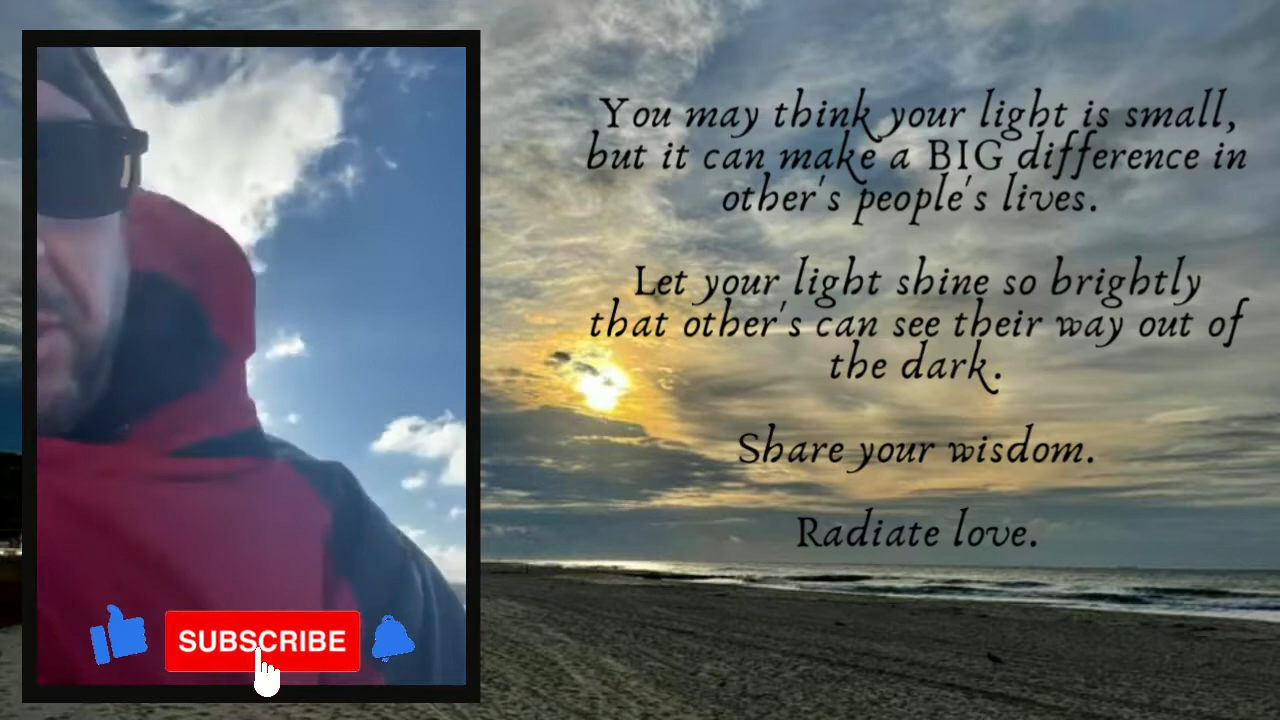 You may think your light is small,
but it can make a BIG difference in
other's people's lives.
Let your light shine so brightly
that other's can see their way out of
the dark.
Share your wisdom.
Radiate love.
SUBSCRIBE